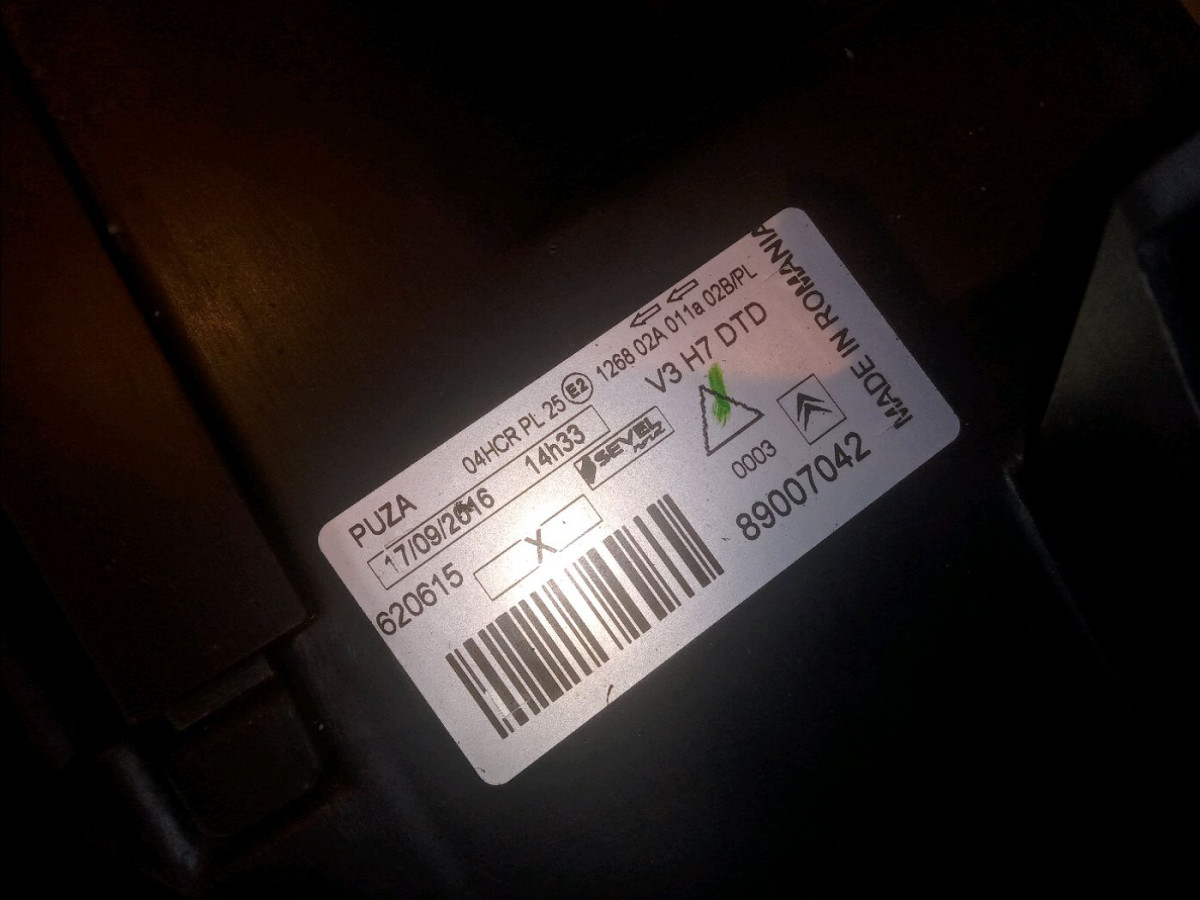 PUZA
04HCR PL 25 E2 1268 02A 011a 02B/PL
17/09/2016 14h33
V3 H7 DTD
620615
X
SEVEL
0003
89007042
MADE IN ROMANIA